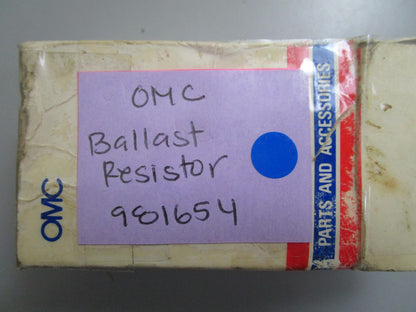 OMC
Ballast
Resistor
981654
OMC
PARTS AND ACCESSORIES